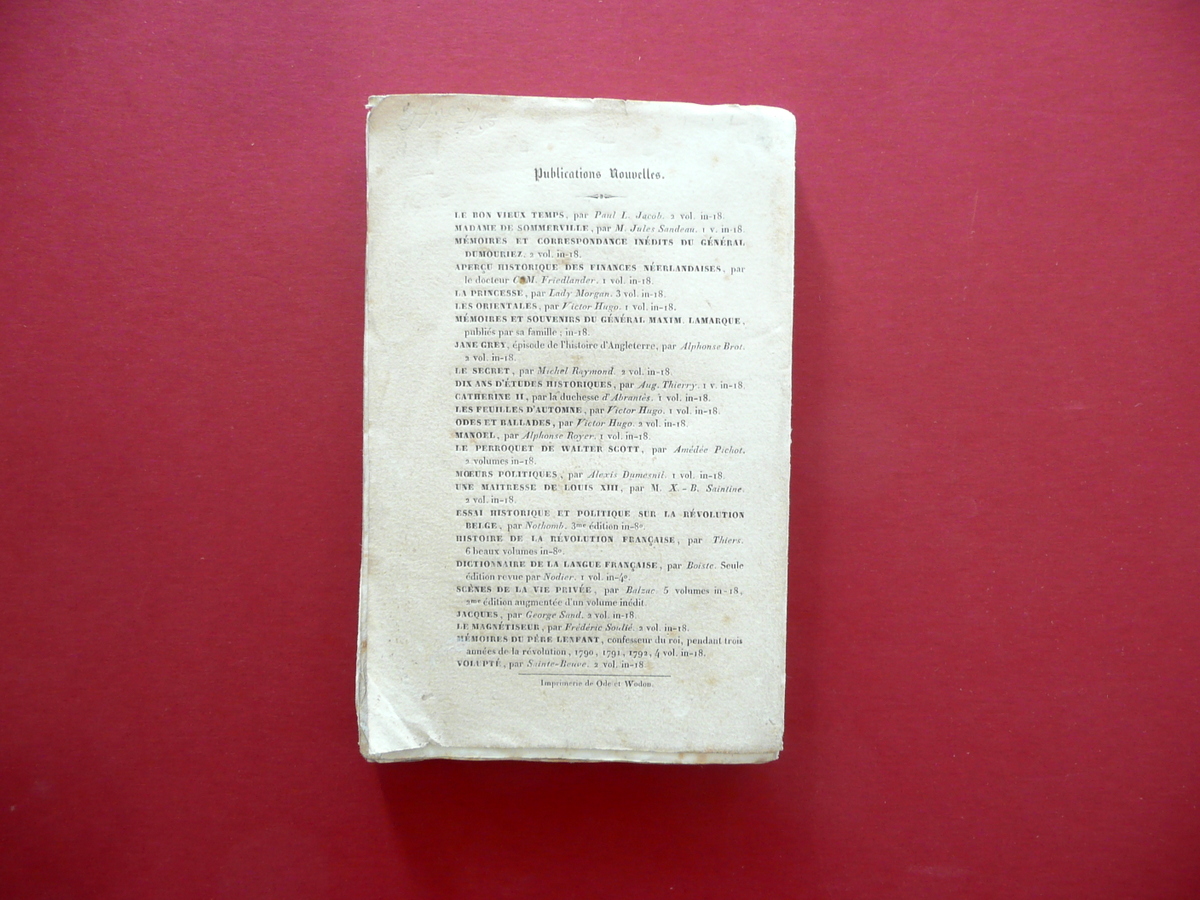 Publications Nouvelles.
LE BON VIEUX TEMPS, par Paul L. Jacob. 2 vol. in-18.
MADAME DE SOMMERVILLE, par M. Jules Sandeau. 1 v. in-18.
MÉMOIRES ET CORRESPONDANCE INÉDITS DU GÉNÉRAL
DUMOURIEZ. 2 vol. in-18.
APERÇU HISTORIQUE DES FINANCES NÉERLANDAISES, par
le docteur C. M. Friedlander. 1 vol. in-18.
LA PRINCESSE, par Lady Morgan. 3 vol. in-18.
LES ORIENTALES, par Victor Hugo. 1 vol. in-18.
MÉMOIRES ET SOUVENIRS DU GÉNÉRAL MAXIM. LAMARQUE,
publiés par sa famille ; in-18.
JANE GREY, épisode de l'histoire d'Angleterre, par Alphonse Brot.
2 vol. in-18.
LE SECRET, par Michel Raymond. 2 vol. in-18.
DIX ANS D'ÉTUDES HISTORIQUES, par Aug. Thierry. 1 v. in-18.
CATHERINE II, par la duchesse d'Abrantès. 1 vol. in-18.
LES FEUILLES D'AUTOMNE, par Victor Hugo. 1 vol. in-18.
ODES ET BALLADES, par Victor Hugo. 2 vol. in-18.
MANOEL, par Alphonse Royer. 1 vol. in-18.
LE PERROQUET DE WALTER SCOTT, par Amédée Pichot.
2 volumes in-18.
MŒURS POLITIQUES, par Alexis Dumesnil. 1 vol. in-18.
UNE MAITRESSE DE LOUIS XIII, par M. X.-B. Saintine.
2 vol. in-18.
ESSAI HISTORIQUE ET POLITIQUE SUR LA RÉVOLUTION
BELGE, par Nothomb. 3me édition in-8o.
HISTOIRE DE LA RÉVOLUTION FRANÇAISE, par Thiers.
6 beaux volumes in-8o.
DICTIONNAIRE DE LA LANGUE FRANÇAISE, par Boiste. Seule
édition revue par Nodier. 1 vol. in-4o.
SCÈNES DE LA VIE PRIVÉE, par Balzac. 5 volumes in-18,
2me édition augmentée d'un volume inédit.
JACQUES, par George Sand. 2 vol. in-18.
LE MAGNÉTISEUR, par Frédéric Soulié. 2 vol. in-18.
MÉMOIRES DU PÈRE LENFANT, confesseur du roi, pendant trois
années de la révolution, 1790, 1791, 1792, 4 vol. in-18.
VOLUPTÉ, par Sainte-Beuve. 2 vol. in-18
Imprimerie de Ode et Wodon.